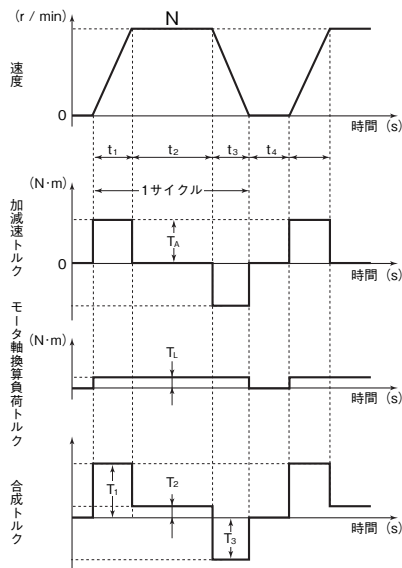 (r / min)
N
速度
0
時間 (s)
t₁
t₂
t₃
t₄
(N·m)
1サイクル
加減速トルク
Tᴀ
0
時間 (s)
(N·m)
モータ軸換算負荷トルク
Tʟ
時間 (s)
合成トルク
T₁
T₂
T₃
時間 (s)